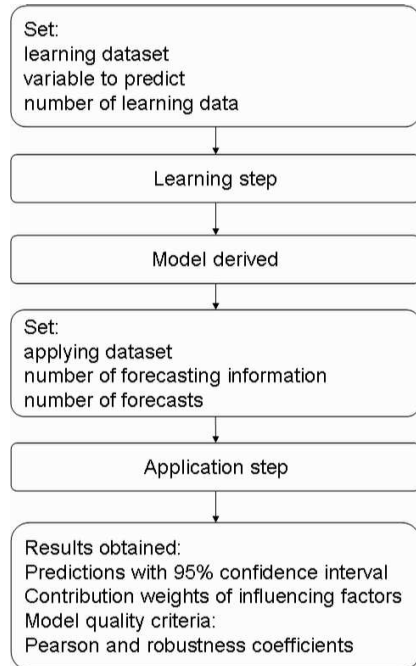 Set:
learning dataset
variable to predict
number of learning data
Learning step
Model derived
Set:
applying dataset
number of forecasting information
number of forecasts
Application step
Results obtained:
Predictions with 95% confidence interval
Contribution weights of influencing factors
Model quality criteria:
Pearson and robustness coefficients